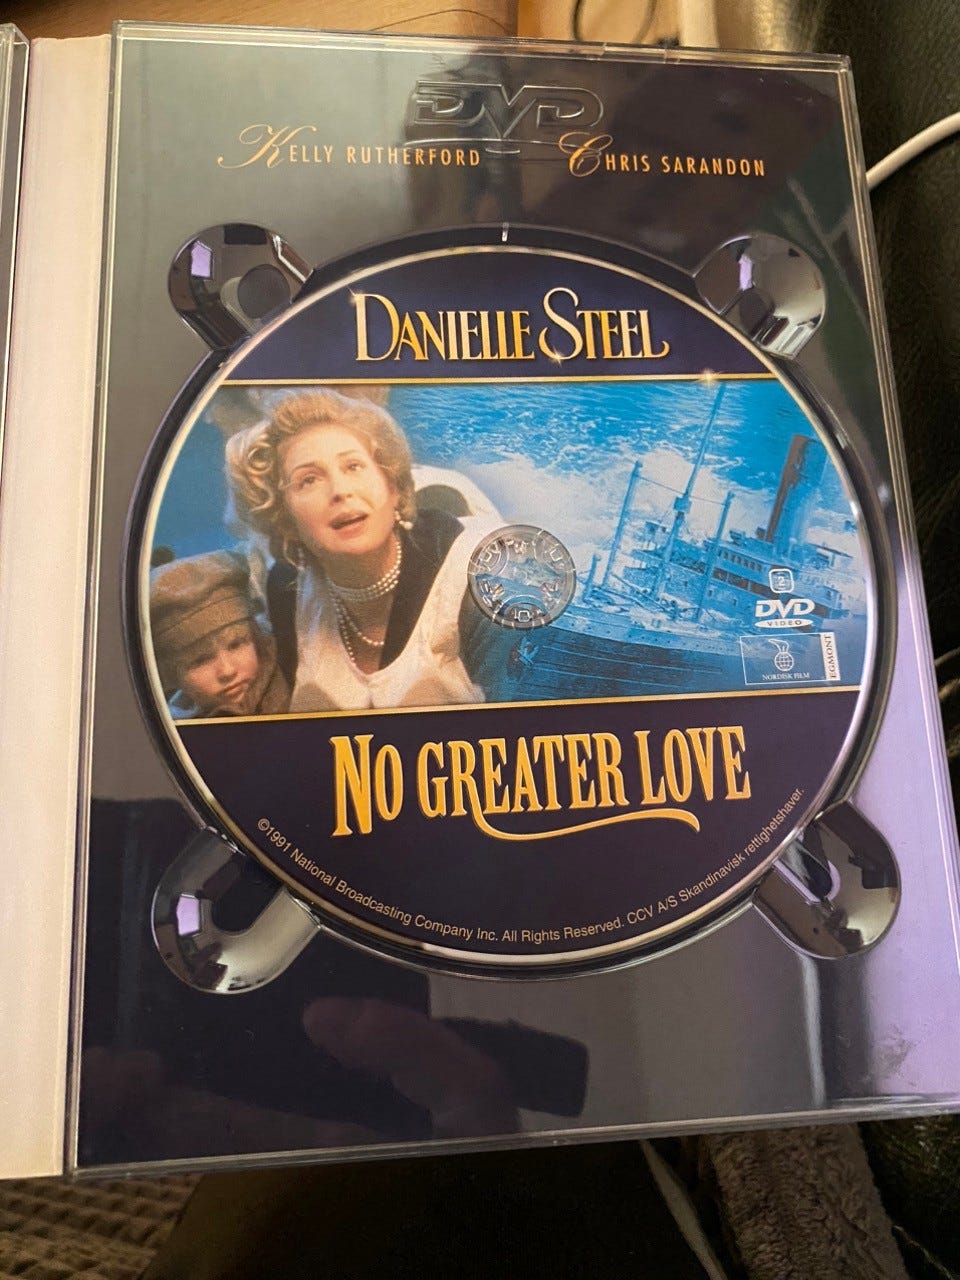 DVD
KELLY RUTHERFORD CHRIS SARANDON
DANIELLE STEEL
2
DVD
VIDEO
NORDISK FILM
EGMONT
NO GREATER LOVE
©1991 National Broadcasting Company Inc. All Rights Reserved. CCV A/S Skandinavisk rettighetshaver.